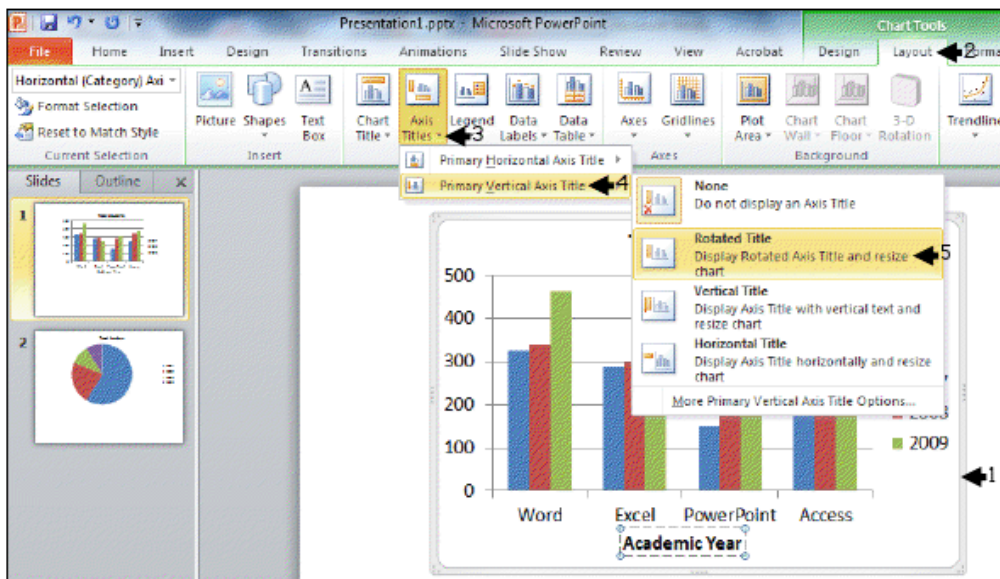 Presentation1.pptx - Microsoft PowerPoint
Chart Tools
File Home Insert Design Transitions Animations Slide Show Review View Acrobat Design Layout 2
Horizontal (Category) Axi
Format Selection
Reset to Match Style
Current Selection
Picture Shapes Text Box
Insert
Chart Title Axis Titles 3 Legend Data Labels Data Table
Axes Gridlines
Axes
Plot Area Chart Wall Chart Floor 3-D Rotation
Background
Trendline
Primary Horizontal Axis Title
Primary Vertical Axis Title 4
Slides Outline
None
Do not display an Axis Title
Rotated Title
Display Rotated Axis Title and resize 5
chart
Vertical Title
Display Axis Title with vertical text and
resize chart
Horizontal Title
Display Axis Title horizontally and resize
chart
More Primary Vertical Axis Title Options...
1
2
500
400
300
200
100
0
2009
1
Word Excel PowerPoint Access
Academic Year